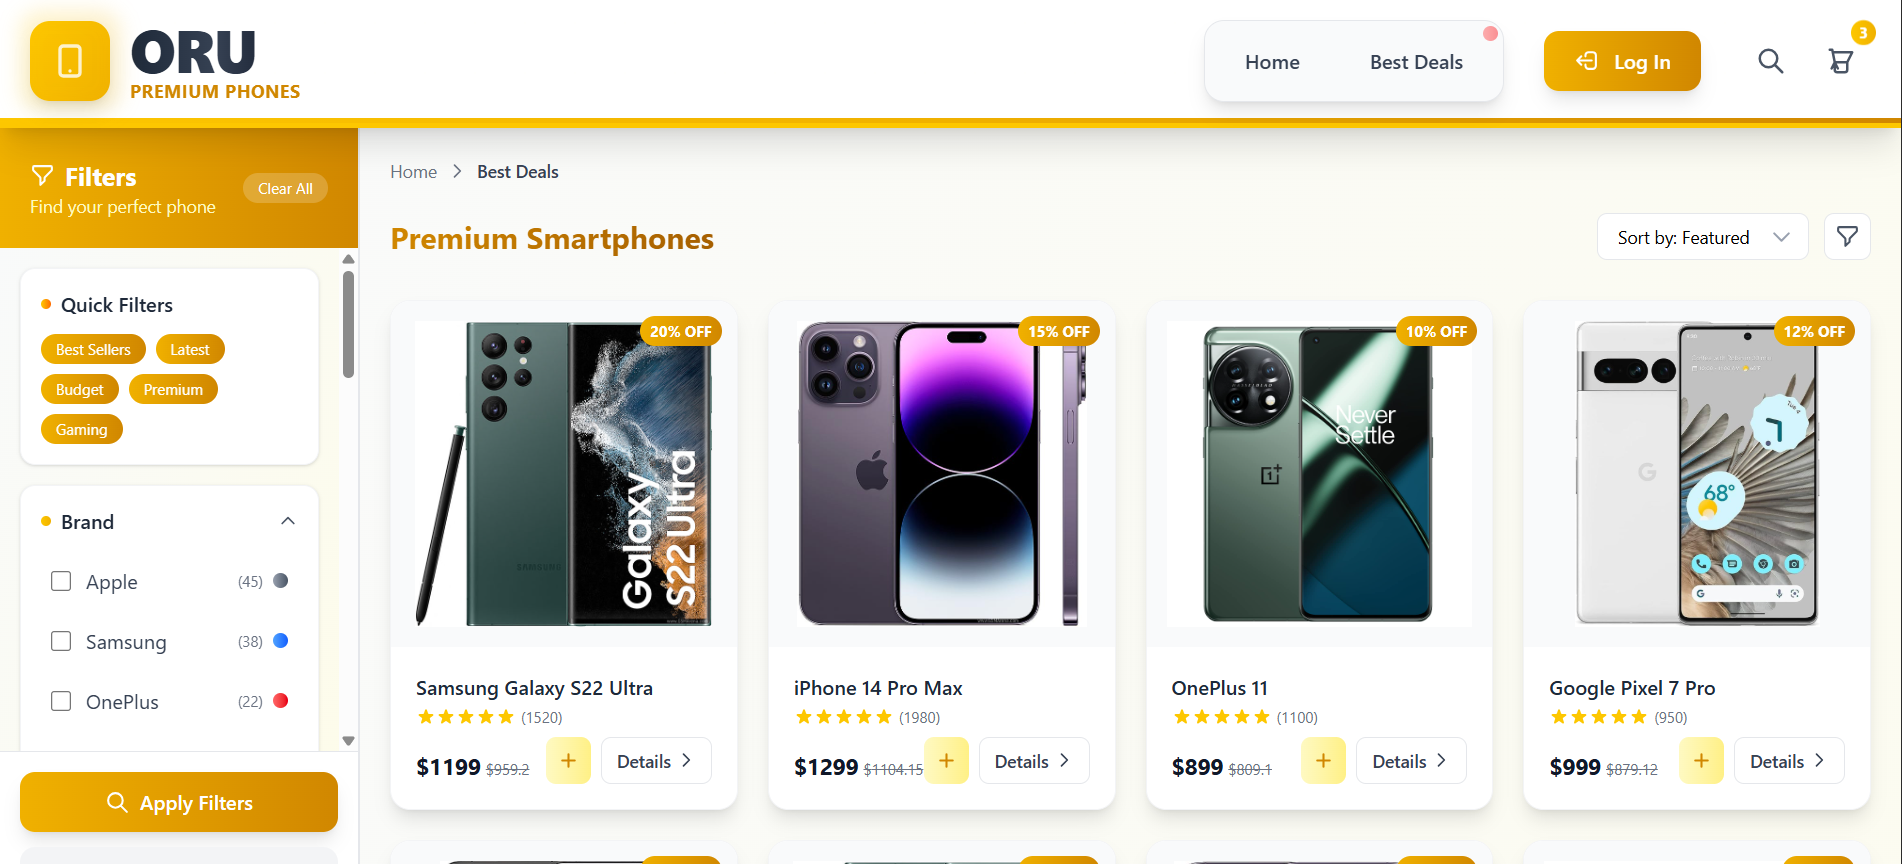 ORU
PREMIUM PHONES
Home
Best Deals
Log In
3
Filters
Find your perfect phone
Clear All
Quick Filters
Best Sellers
Latest
Budget
Premium
Gaming
Brand
Apple (45)
Samsung (38)
OnePlus (22)
Apply Filters
Home > Best Deals
Premium Smartphones
Sort by: Featured
20% OFF
Galaxy
S22 Ultra
SAMSUNG
Samsung Galaxy S22 Ultra
(1520)
$1199 $959.2
+
Details >
15% OFF
iPhone 14 Pro Max
(1980)
$1299 $1104.15
+
Details >
10% OFF
Never
Settle
OnePlus 11
(1100)
$899 $809.1
+
Details >
12% OFF
68°
G
Google Pixel 7 Pro
(950)
$999 $879.12
+
Details >